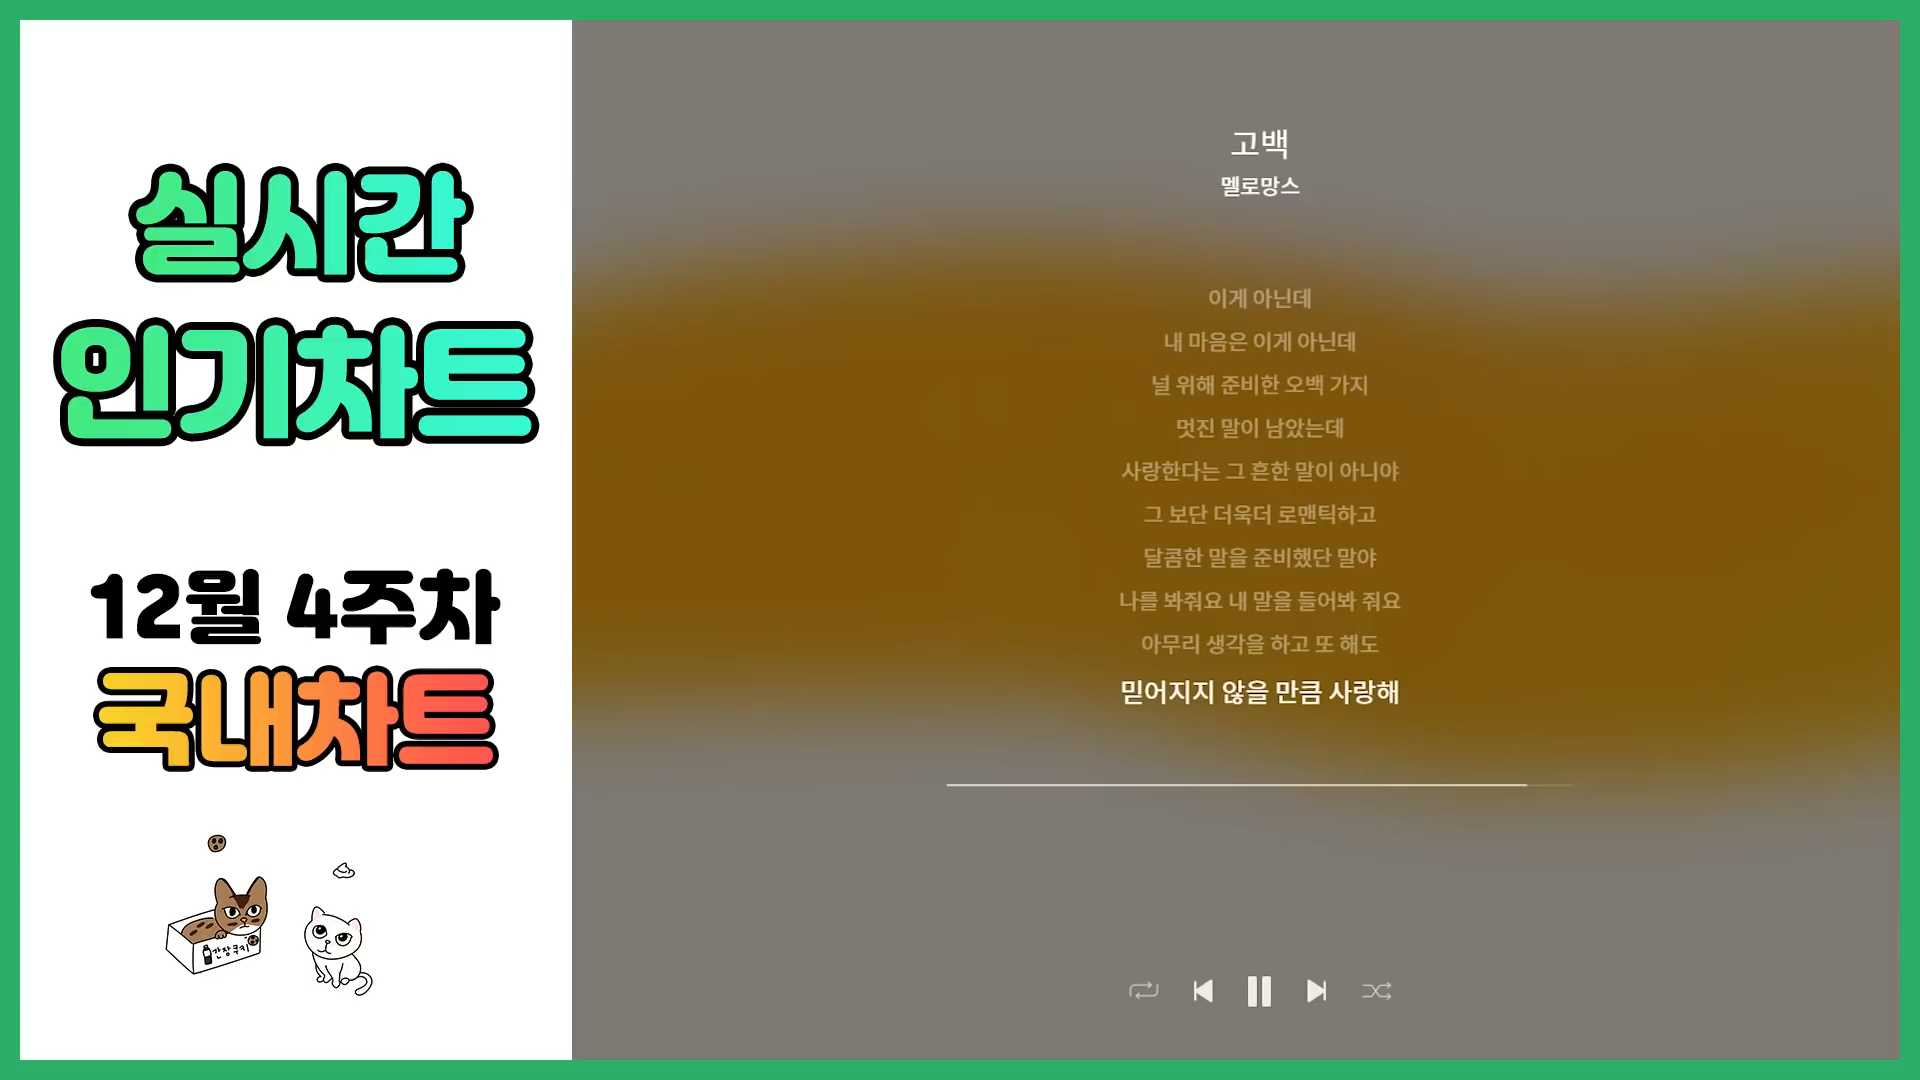 실시간
인기차트
12월 4주차
국내차트
간장쿡키
고백
멜로망스
이게 아닌데
내 마음은 이게 아닌데
널 위해 준비한 오백 가지
멋진 말이 남았는데
사랑한다는 그 흔한 말이 아니야
그 보단 더욱더 로맨틱하고
달콤한 말을 준비했단 말야
나를 봐줘요 내 말을 들어봐 줘요
아무리 생각을 하고 또 해도
믿어지지 않을 만큼 사랑해